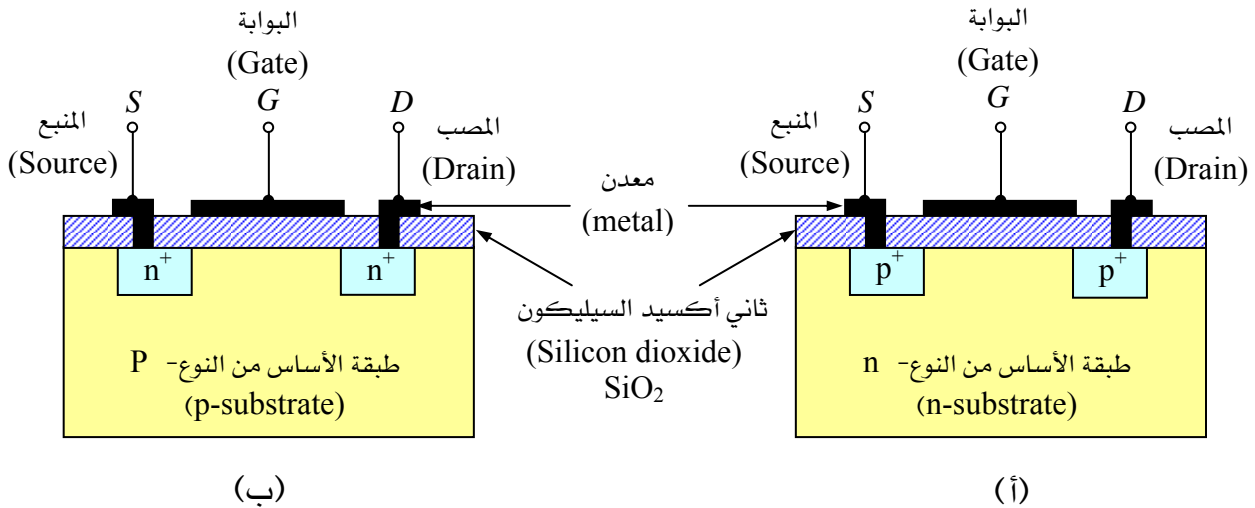 البوابة
(Gate)
S
G
D
المنبع
(Source)
المصب
(Drain)
p+
p+
طبقة الأساس من النوع- n
(n-substrate)
(أ)
معدن
(metal)
ثاني أكسيد السيليكون
(Silicon dioxide)
SiO₂
البوابة
(Gate)
S
G
D
المنبع
(Source)
المصب
(Drain)
n+
n+
طبقة الأساس من النوع- P
(p-substrate)
(ب)